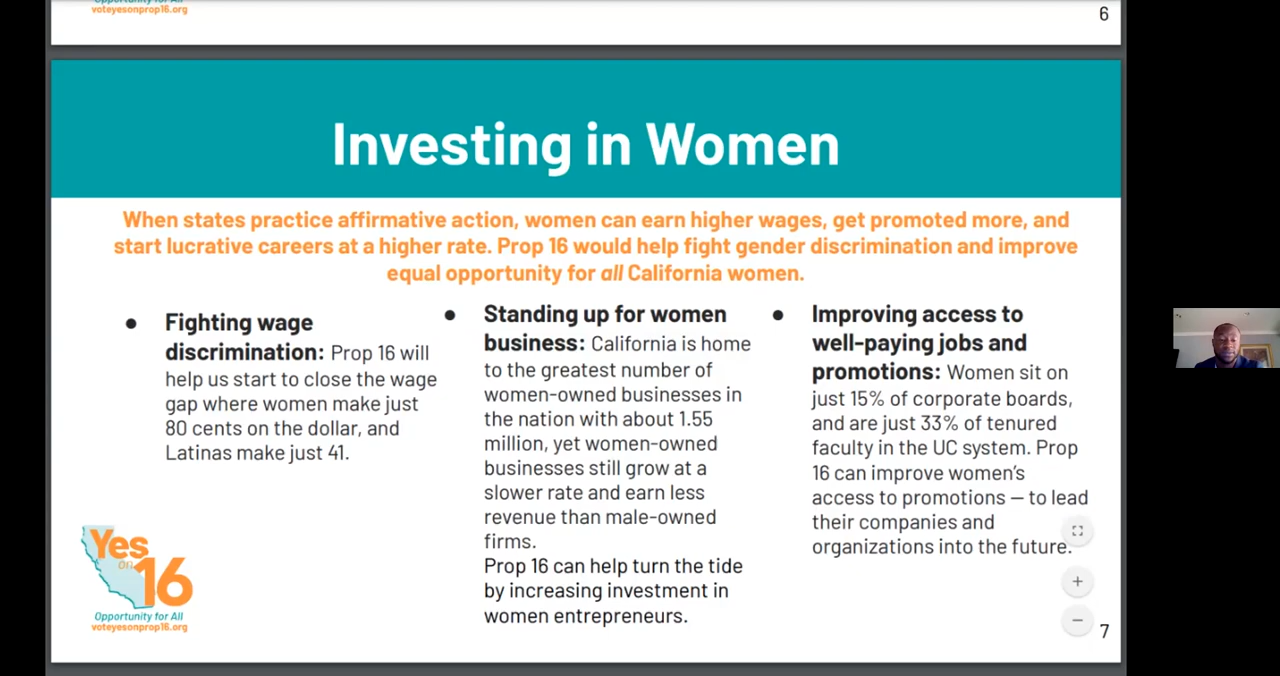 Opportunity for All
voteyesonprop16.org
6
Investing in Women
When states practice affirmative action, women can earn higher wages, get promoted more, and
start lucrative careers at a higher rate. Prop 16 would help fight gender discrimination and improve
equal opportunity for all California women.
● Fighting wage
discrimination: Prop 16 will
help us start to close the wage
gap where women make just
80 cents on the dollar, and
Latinas make just 41.
● Standing up for women
business: California is home
to the greatest number of
women-owned businesses in
the nation with about 1.55
million, yet women-owned
businesses still grow at a
slower rate and earn less
revenue than male-owned
firms.
Prop 16 can help turn the tide
by increasing investment in
women entrepreneurs.
● Improving access to
well-paying jobs and
promotions: Women sit on
just 15% of corporate boards,
and are just 33% of tenured
faculty in the UC system. Prop
16 can improve women's
access to promotions — to lead
their companies and
organizations into the future.
Yes
on 16
Opportunity for All
voteyesonprop16.org
7